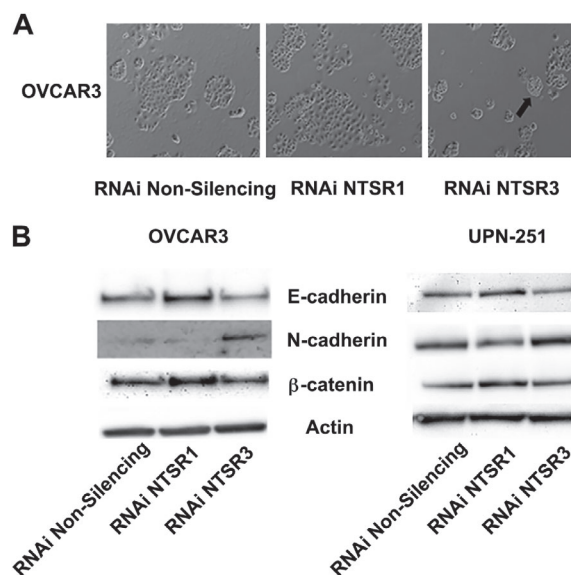 A
OVCAR3
RNAi Non-Silencing RNAi NTSR1 RNAi NTSR3
B
OVCAR3 UPN-251
E-cadherin
N-cadherin
β-catenin
Actin
RNAi Non-Silencing
RNAi NTSR1
RNAi NTSR3
RNAi Non-Silencing
RNAi NTSR1
RNAi NTSR3